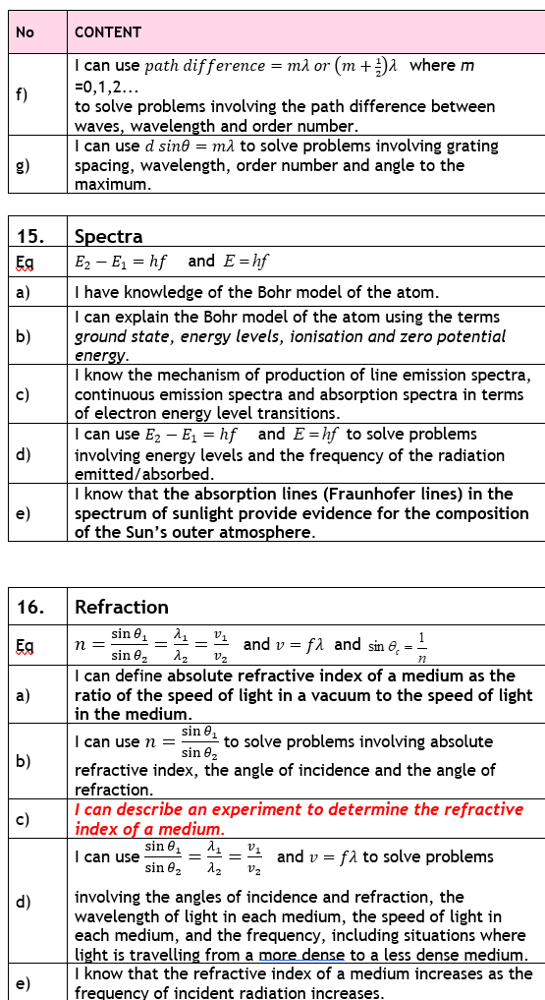 No CONTENT
f) I can use path difference = mλ or (m + ½)λ where m
=0,1,2...
to solve problems involving the path difference between
waves, wavelength and order number.
g) I can use d sinθ = mλ to solve problems involving grating
spacing, wavelength, order number and angle to the
maximum.
15. Spectra
Eq E₂ − E₁ = hf and E = hf
a) I have knowledge of the Bohr model of the atom.
b) I can explain the Bohr model of the atom using the terms
ground state, energy levels, ionisation and zero potential
energy.
c) I know the mechanism of production of line emission spectra,
continuous emission spectra and absorption spectra in terms
of electron energy level transitions.
d) I can use E₂ − E₁ = hf and E = hf to solve problems
involving energy levels and the frequency of the radiation
emitted/absorbed.
e) I know that the absorption lines (Fraunhofer lines) in the
spectrum of sunlight provide evidence for the composition
of the Sun's outer atmosphere.
16. Refraction
Eq n = sin θ₁ / sin θ₂ = λ₁ / λ₂ = v₁ / v₂ and v = fλ and sin θc = 1 / n
a) I can define absolute refractive index of a medium as the
ratio of the speed of light in a vacuum to the speed of light
in the medium.
b) I can use n = sin θ₁ / sin θ₂ to solve problems involving absolute
refractive index, the angle of incidence and the angle of
refraction.
c) I can describe an experiment to determine the refractive
index of a medium.
d) I can use sin θ₁ / sin θ₂ = λ₁ / λ₂ = v₁ / v₂ and v = fλ to solve problems
involving the angles of incidence and refraction, the
wavelength of light in each medium, the speed of light in
each medium, and the frequency, including situations where
light is travelling from a more dense to a less dense medium.
e) I know that the refractive index of a medium increases as the
frequency of incident radiation increases.